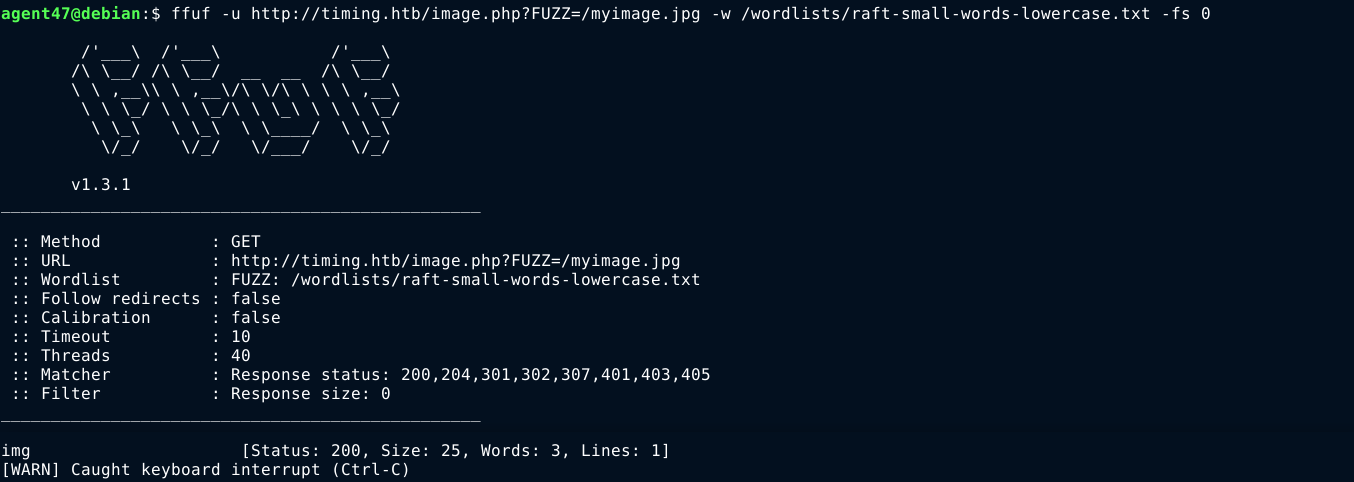 agent47@debian:$ ffuf -u http://timing.htb/image.php?FUZZ=/myimage.jpg -w /wordlists/raft-small-words-lowercase.txt -fs 0
        /'___\  /'___\           /'___\
       /\ \__/ /\ \__/  __  __  /\ \__/
       \ \ ,__\\ \ ,__\/\ \/\ \ \ \ ,__\
        \ \ \_/ \ \ \_/\ \ \_\ \ \ \ \_/
         \ \_\   \ \_\  \ \____/  \ \_\
          \/_/    \/_/   \/___/    \/_/
       v1.3.1
________________________________________________
 :: Method           : GET
 :: URL              : http://timing.htb/image.php?FUZZ=/myimage.jpg
 :: Wordlist         : FUZZ: /wordlists/raft-small-words-lowercase.txt
 :: Follow redirects : false
 :: Calibration      : false
 :: Timeout          : 10
 :: Threads          : 40
 :: Matcher          : Response status: 200,204,301,302,307,401,403,405
 :: Filter           : Response size: 0
________________________________________________
img                     [Status: 200, Size: 25, Words: 3, Lines: 1]
[WARN] Caught keyboard interrupt (Ctrl-C)